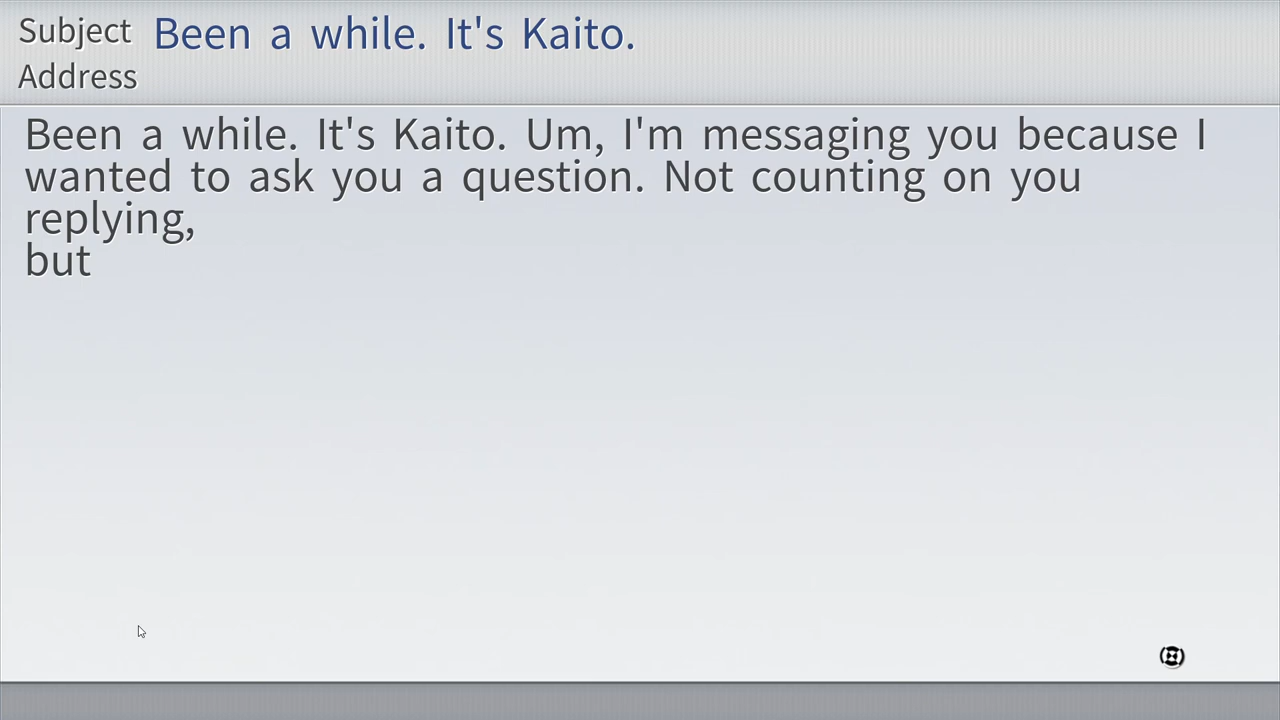 Subject Been a while. It's Kaito.
Address
Been a while. It's Kaito. Um, I'm messaging you because I
wanted to ask you a question. Not counting on you
replying,
but